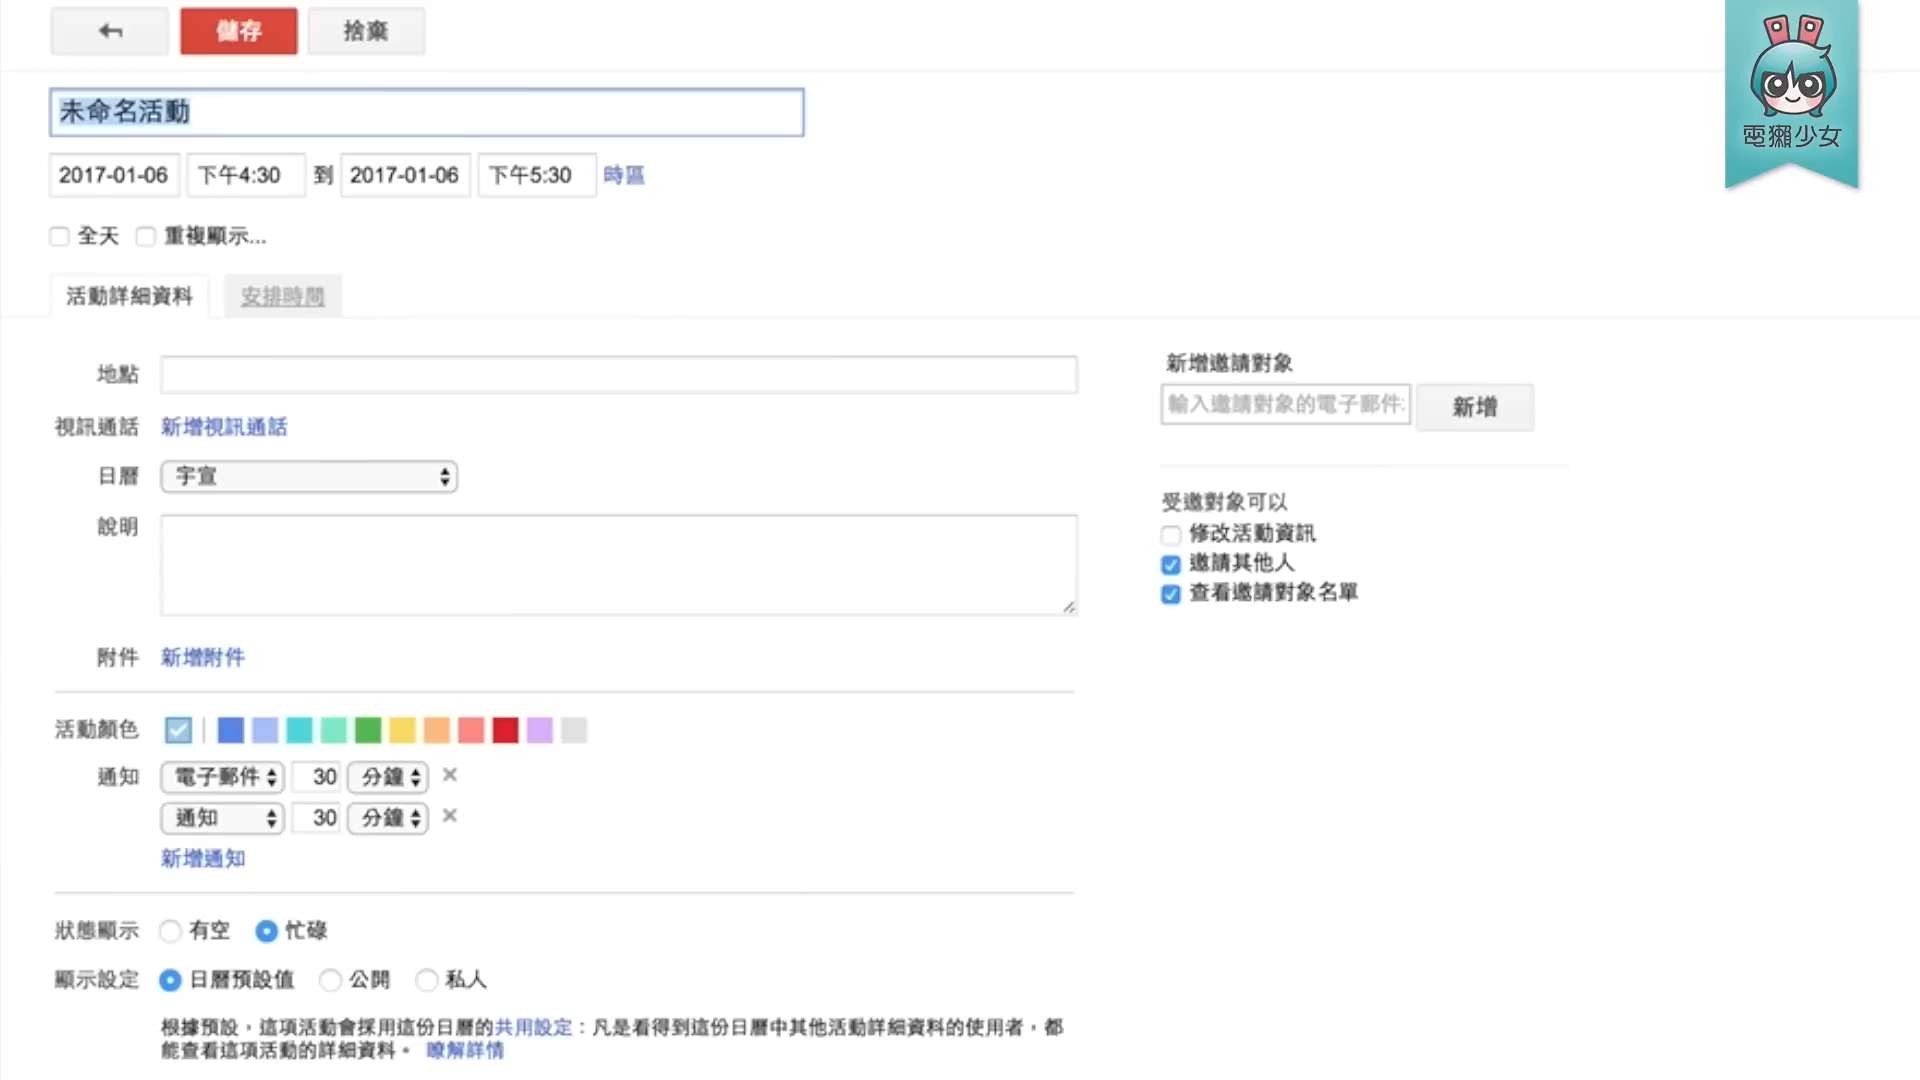 儲存 捨棄
未命名活動
2017-01-06 下午4:30 到 2017-01-06 下午5:30 時區
全天 重複顯示...
活動詳細資料 安排時間
地點
視訊通話 新增視訊通話
日曆 宇宣
說明
附件 新增附件
活動顏色
通知 電子郵件 30 分鐘
通知 30 分鐘
新增通知
狀態顯示 有空 忙碌
顯示設定 日曆預設值 公開 私人
根據預設，這項活動會採用這份日曆的共用設定：凡是看得到這份日曆中其他活動詳細資料的使用者，都
能查看這項活動的詳細資料。 瞭解詳情
新增邀請對象
輸入邀請對象的電子郵件 新增
受邀對象可以
修改活動資訊
邀請其他人
查看邀請對象名單
電獺少女